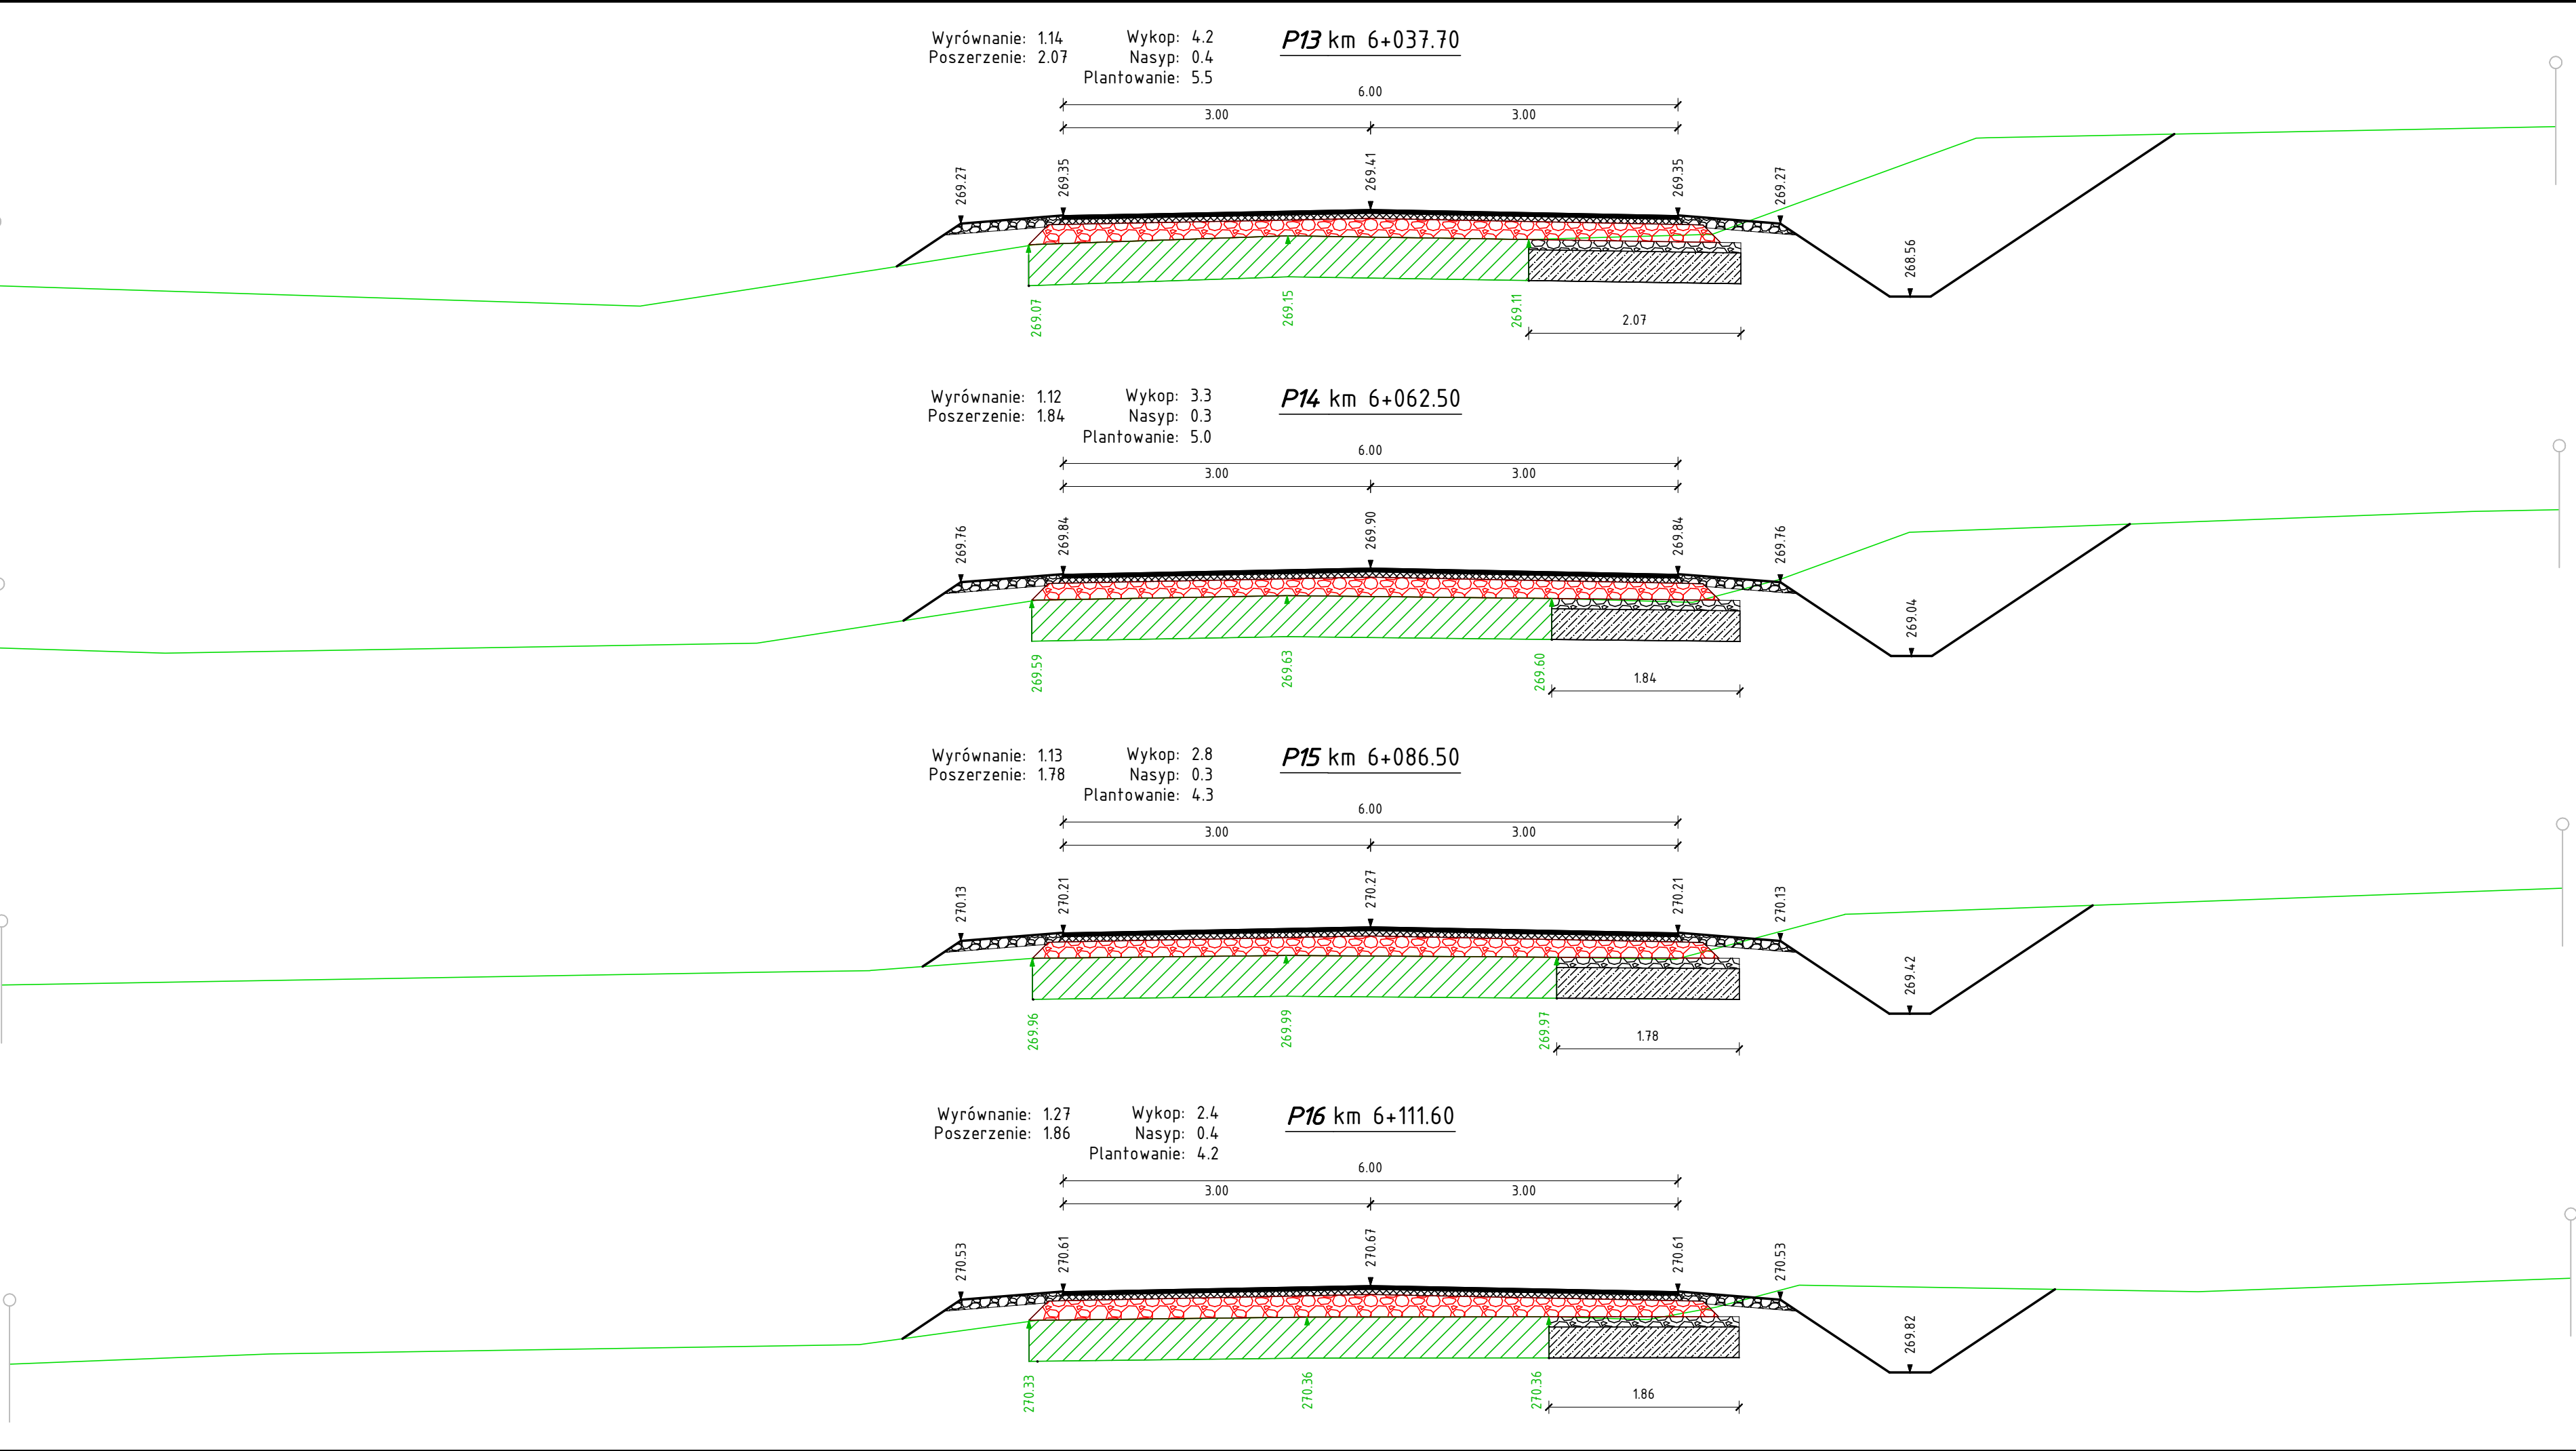 Wyrównanie: 1.14 Wykop: 4.2 P13 km 6+037.70
Poszerzenie: 2.07 Nasyp: 0.4
Plantowanie: 5.5
6.00
3.00 3.00
269.27 269.35 269.41 269.35 269.27
268.56
269.07 269.15 269.11
2.07
Wyrównanie: 1.12 Wykop: 3.3 P14 km 6+062.50
Poszerzenie: 1.84 Nasyp: 0.3
Plantowanie: 5.0
6.00
3.00 3.00
269.76 269.84 269.90 269.84 269.76
269.04
269.59 269.63 269.60
1.84
Wyrównanie: 1.13 Wykop: 2.8 P15 km 6+086.50
Poszerzenie: 1.78 Nasyp: 0.3
Plantowanie: 4.3
6.00
3.00 3.00
270.13 270.21 270.27 270.21 270.13
269.42
269.96 269.99 269.97
1.78
Wyrównanie: 1.27 Wykop: 2.4 P16 km 6+111.60
Poszerzenie: 1.86 Nasyp: 0.4
Plantowanie: 4.2
6.00
3.00 3.00
270.53 270.61 270.67 270.61 270.53
269.82
270.33 270.36 270.36
1.86